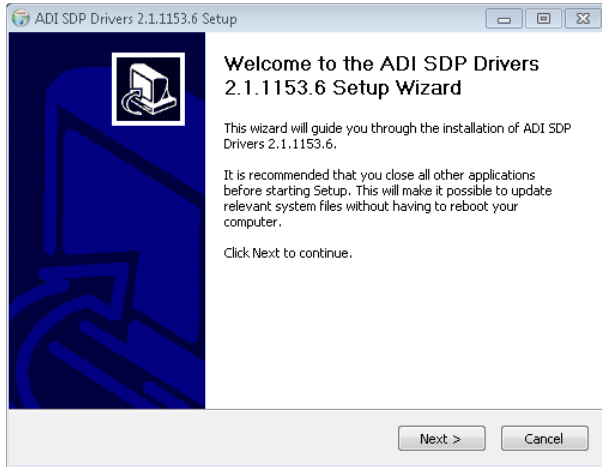 ADI SDP Drivers 2.1.1153.6 Setup
Welcome to the ADI SDP Drivers
2.1.1153.6 Setup Wizard
This wizard will guide you through the installation of ADI SDP
Drivers 2.1.1153.6.
It is recommended that you close all other applications
before starting Setup. This will make it possible to update
relevant system files without having to reboot your
computer.
Click Next to continue.
Next >
Cancel